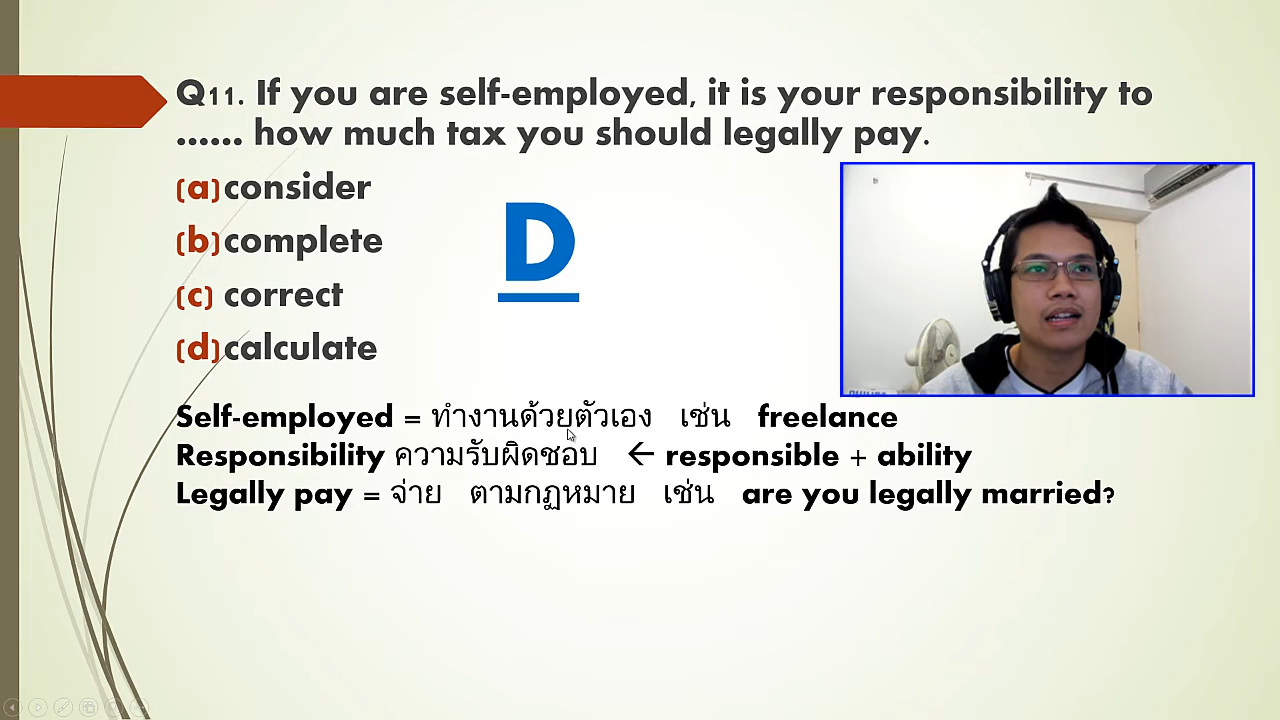 Q11. If you are self-employed, it is your responsibility to
...... how much tax you should legally pay.
(a)consider
(b)complete
(c) correct
(d)calculate
D
Self-employed = ทำงานด้วยตัวเอง เช่น freelance
Responsibility ความรับผิดชอบ ← responsible + ability
Legally pay = จ่าย ตามกฏหมาย เช่น are you legally married?